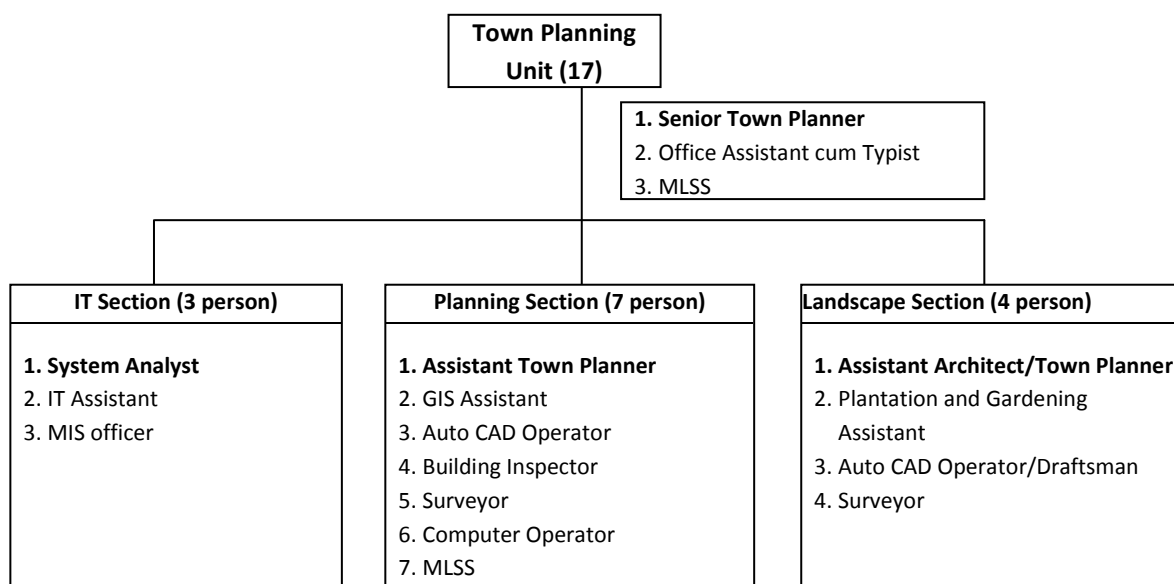 Town Planning
Unit (17)
1. Senior Town Planner
2. Office Assistant cum Typist
3. MLSS
IT Section (3 person)
1. System Analyst
2. IT Assistant
3. MIS officer
Planning Section (7 person)
1. Assistant Town Planner
2. GIS Assistant
3. Auto CAD Operator
4. Building Inspector
5. Surveyor
6. Computer Operator
7. MLSS
Landscape Section (4 person)
1. Assistant Architect/Town Planner
2. Plantation and Gardening
Assistant
3. Auto CAD Operator/Draftsman
4. Surveyor